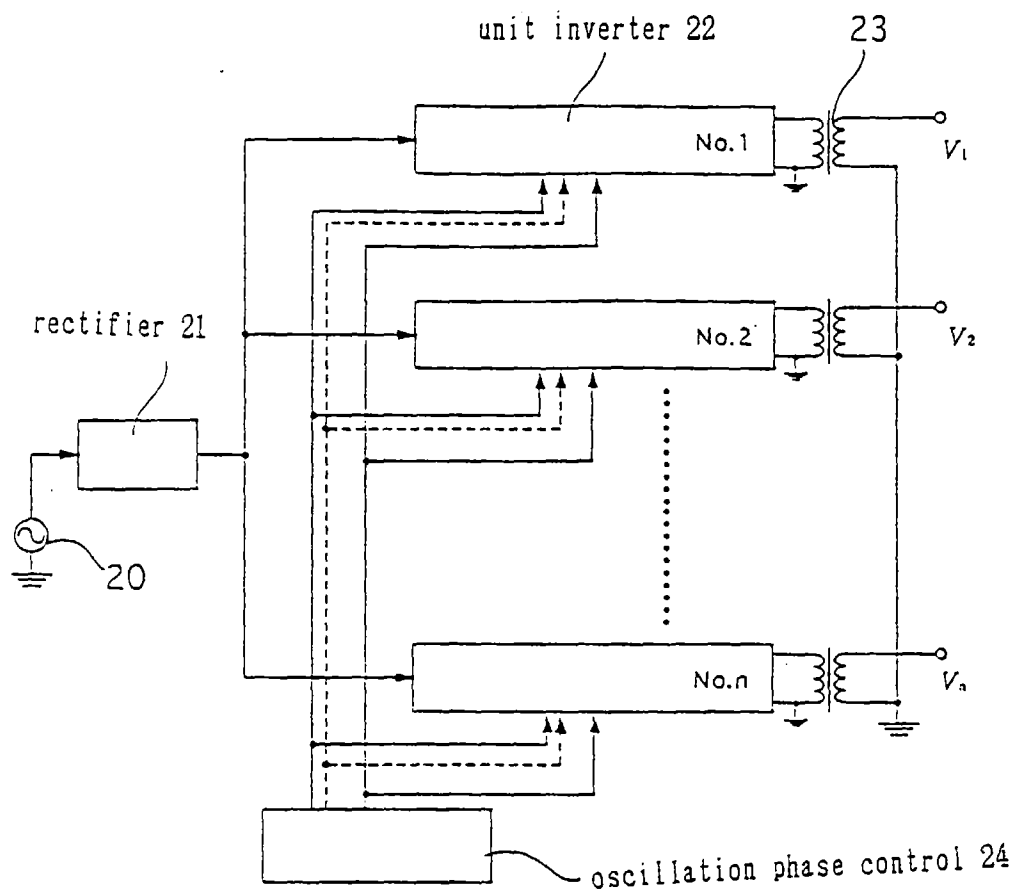 unit inverter 22
23
No.1
V1
rectifier 21
No.2
V2
20
No.n
Vn
oscillation phase control 24